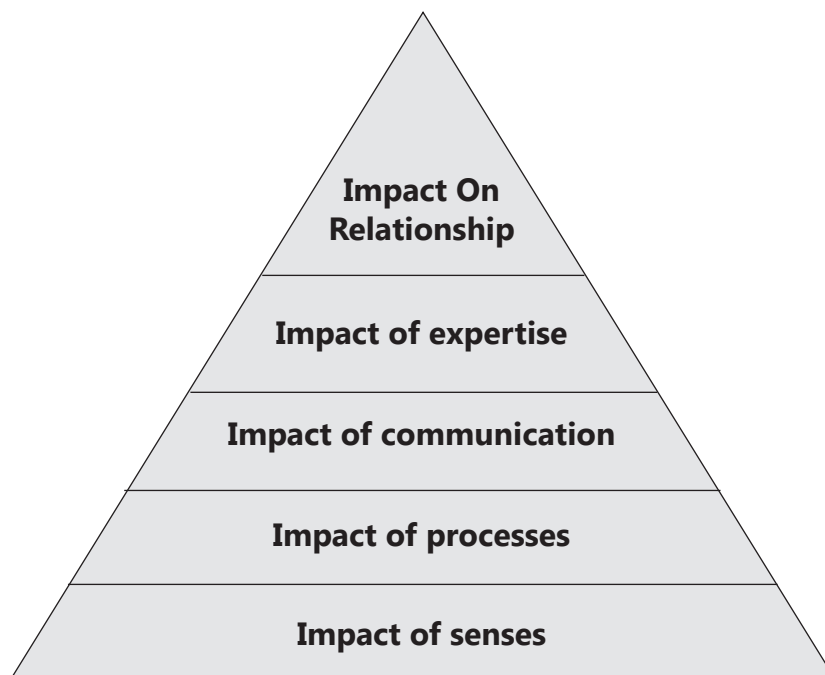 Impact On
Relationship
Impact of expertise
Impact of communication
Impact of processes
Impact of senses